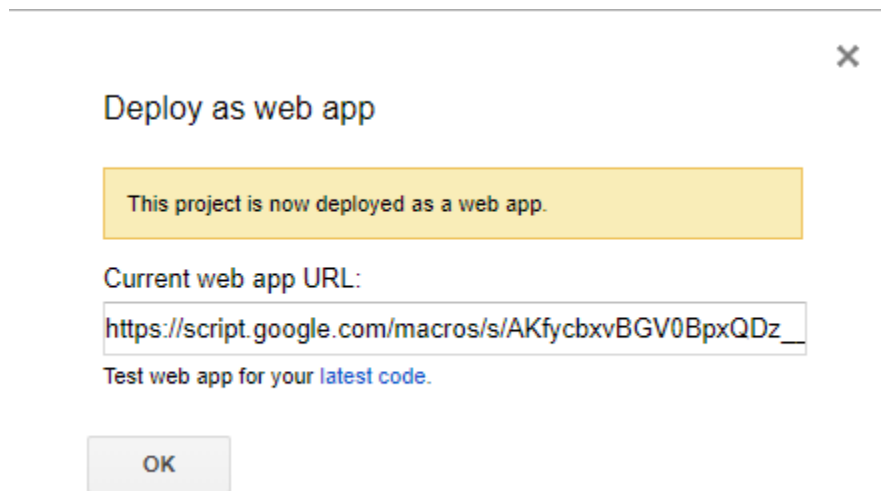 Deploy as web app
This project is now deployed as a web app.
Current web app URL:
https://script.google.com/macros/s/AKfycbxvBGV0BpxQDz__
Test web app for your latest code.
OK